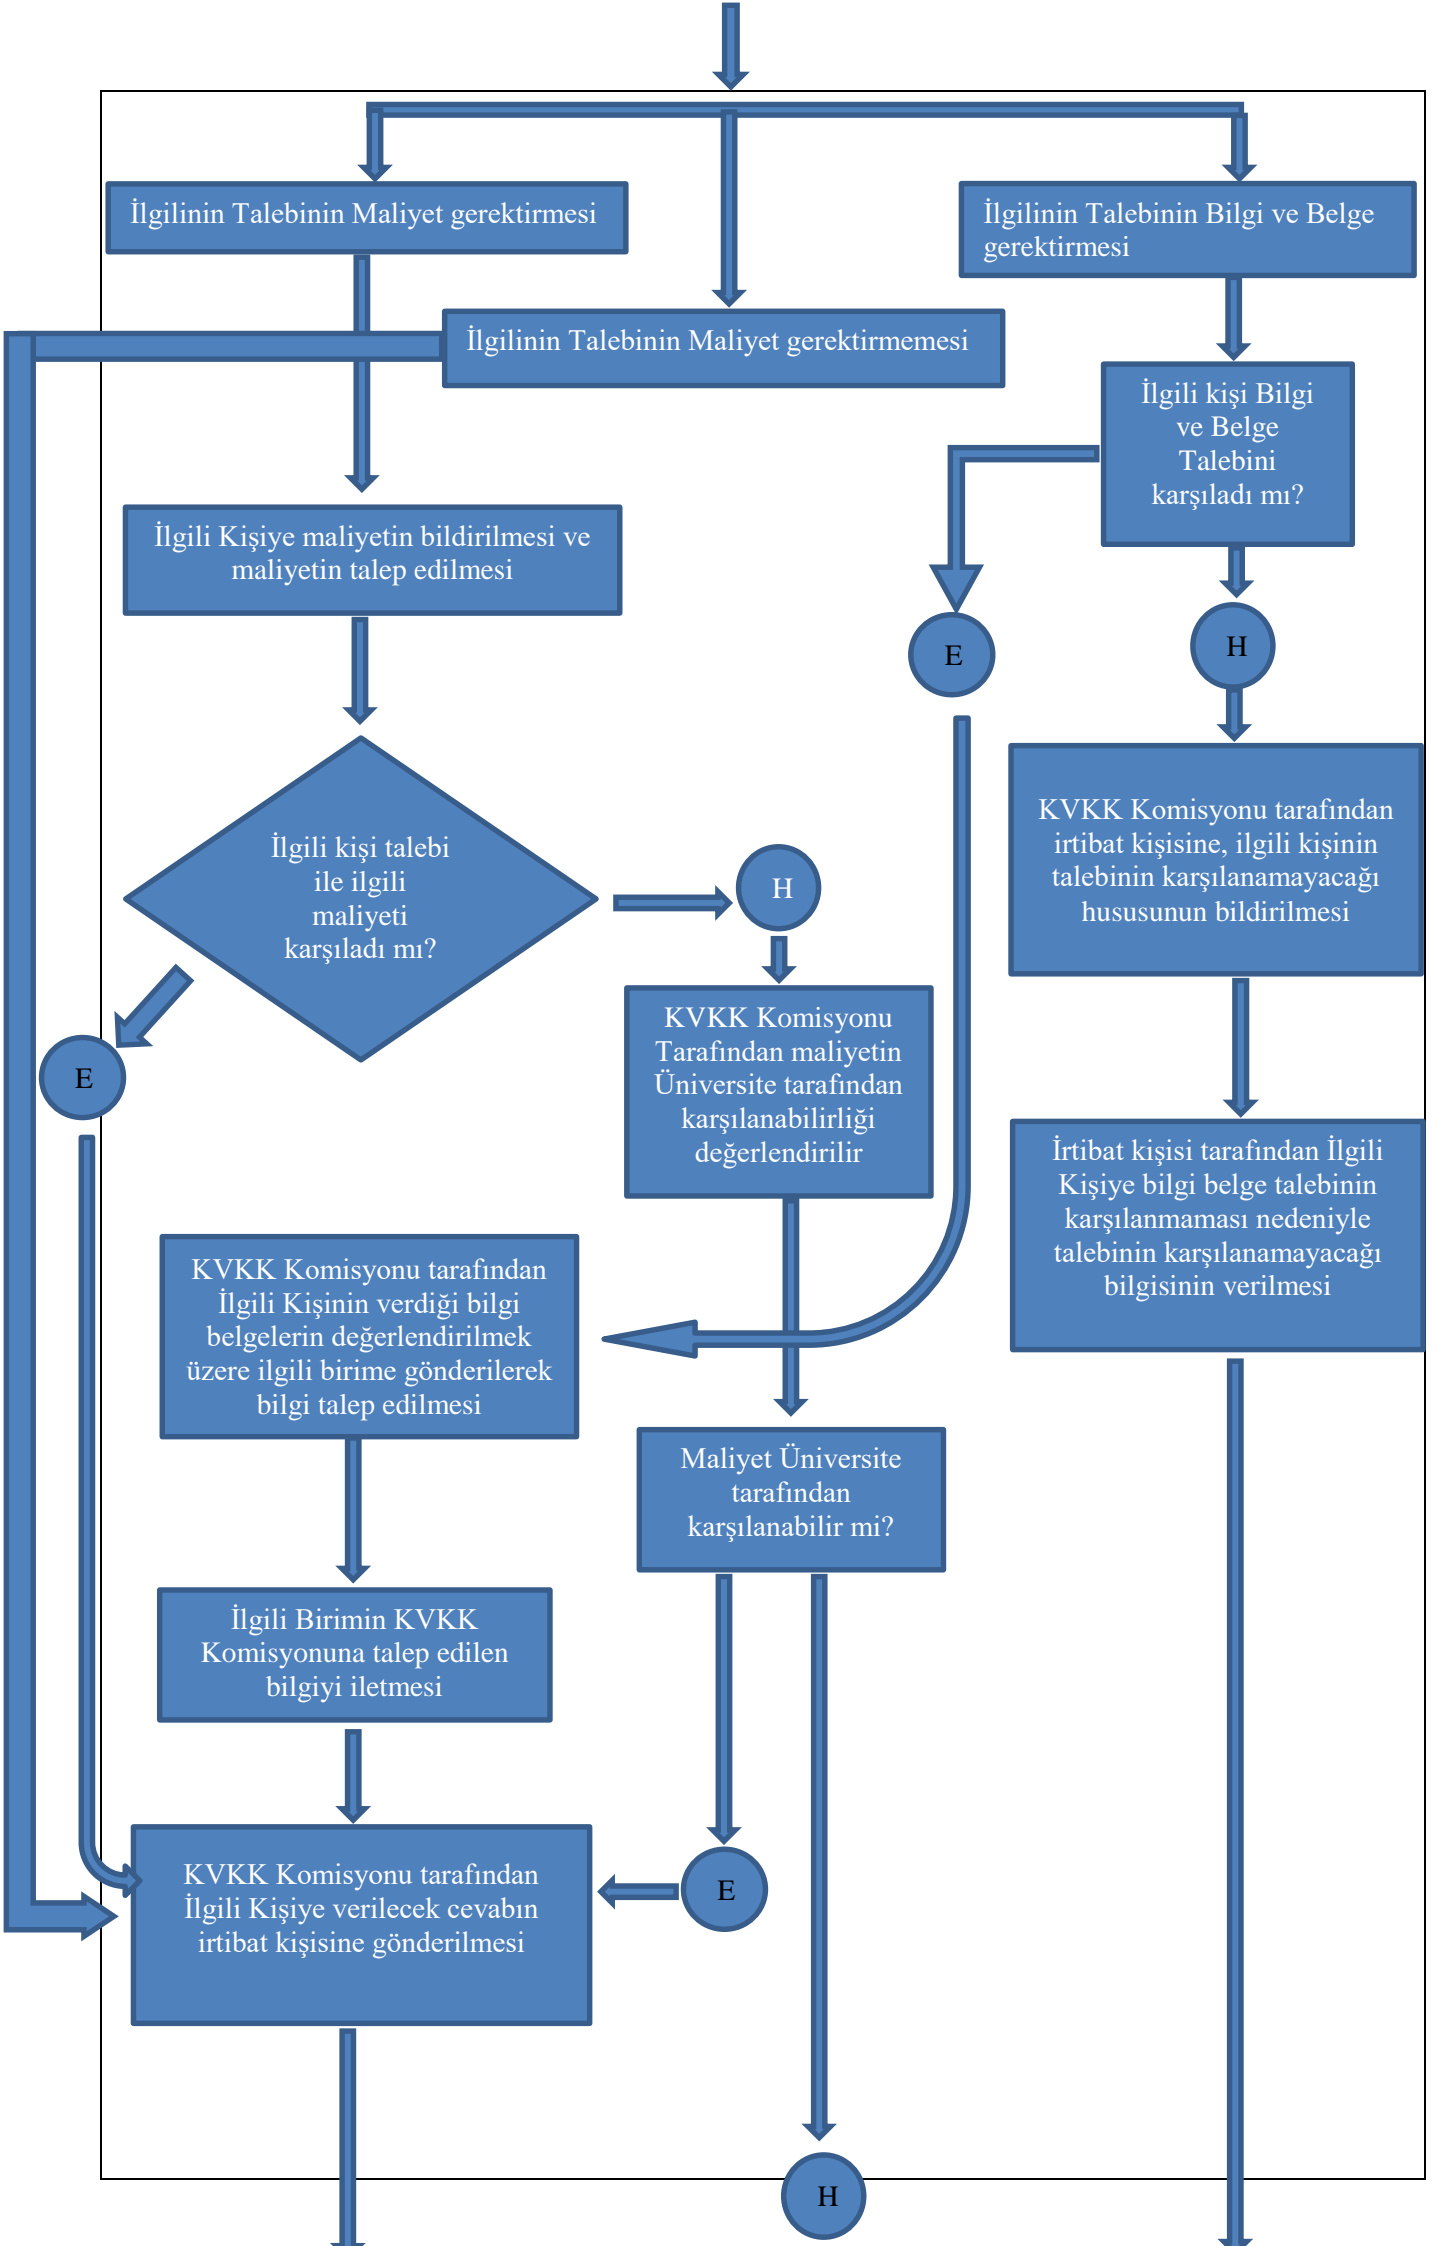 İlgilinin Talebinin Maliyet gerektirmesi
İlgilinin Talebinin Bilgi ve Belge
gerektirmesi
İlgilinin Talebinin Maliyet gerektirmemesi
İlgili kişi Bilgi
ve Belge
Talebini
karşıladı mı?
İlgili Kişiye maliyetin bildirilmesi ve
maliyetin talep edilmesi
E
H
İlgili kişi talebi
ile ilgili
maliyeti
karşıladı mı?
H
KVKK Komisyonu tarafından
irtibat kişisine, ilgili kişinin
talebinin karşılanamayacağı
hususunun bildirilmesi
E
KVKK Komisyonu
Tarafından maliyetin
Üniversite tarafından
karşılanabilirliği
değerlendirilir
İrtibat kişisi tarafından İlgili
Kişiye bilgi belge talebinin
karşılanmaması nedeniyle
talebinin karşılanamayacağı
bilgisinin verilmesi
KVKK Komisyonu tarafından
İlgili Kişinin verdiği bilgi
belgelerin değerlendirilmek
üzere ilgili birime gönderilerek
bilgi talep edilmesi
Maliyet Üniversite
tarafından
karşılanabilir mi?
İlgili Birimin KVKK
Komisyonuna talep edilen
bilgiyi iletmesi
KVKK Komisyonu tarafından
İlgili Kişiye verilecek cevabın
irtibat kişisine gönderilmesi
E
H